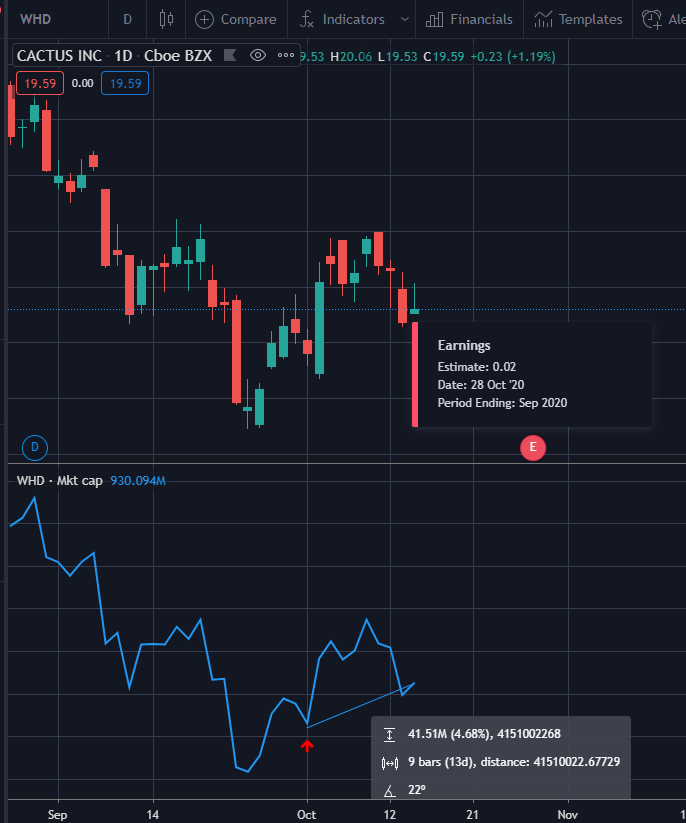 WHD D Compare Indicators Financials Templates Ale
CACTUS INC · 1D · Cboe BZX 9.53 H20.06 L19.53 C19.59 +0.23 (+1.19%)
19.59 0.00 19.59
Earnings
Estimate: 0.02
Date: 28 Oct '20
Period Ending: Sep 2020
D E
WHD · Mkt cap 930.094M
41.51M (4.68%), 4151002268
9 bars (13d), distance: 41510022.67729
22º
Sep 14 Oct 12 21 Nov 1